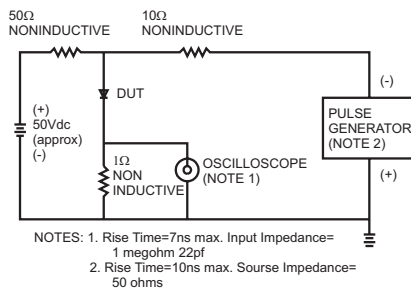 50Ω
NONINDUCTIVE
10Ω
NONINDUCTIVE
(+)
50Vdc
(approx)
(-)
DUT
1Ω
NON
INDUCTIVE
OSCILLOSCOPE
(NOTE 1)
(-)
PULSE
GENERATOR
(NOTE 2)
(+)
NOTES: 1. Rise Time=7ns max. Input Impedance=
1 megohm 22pf
2. Rise Time=10ns max. Sourse Impedance=
50 ohms